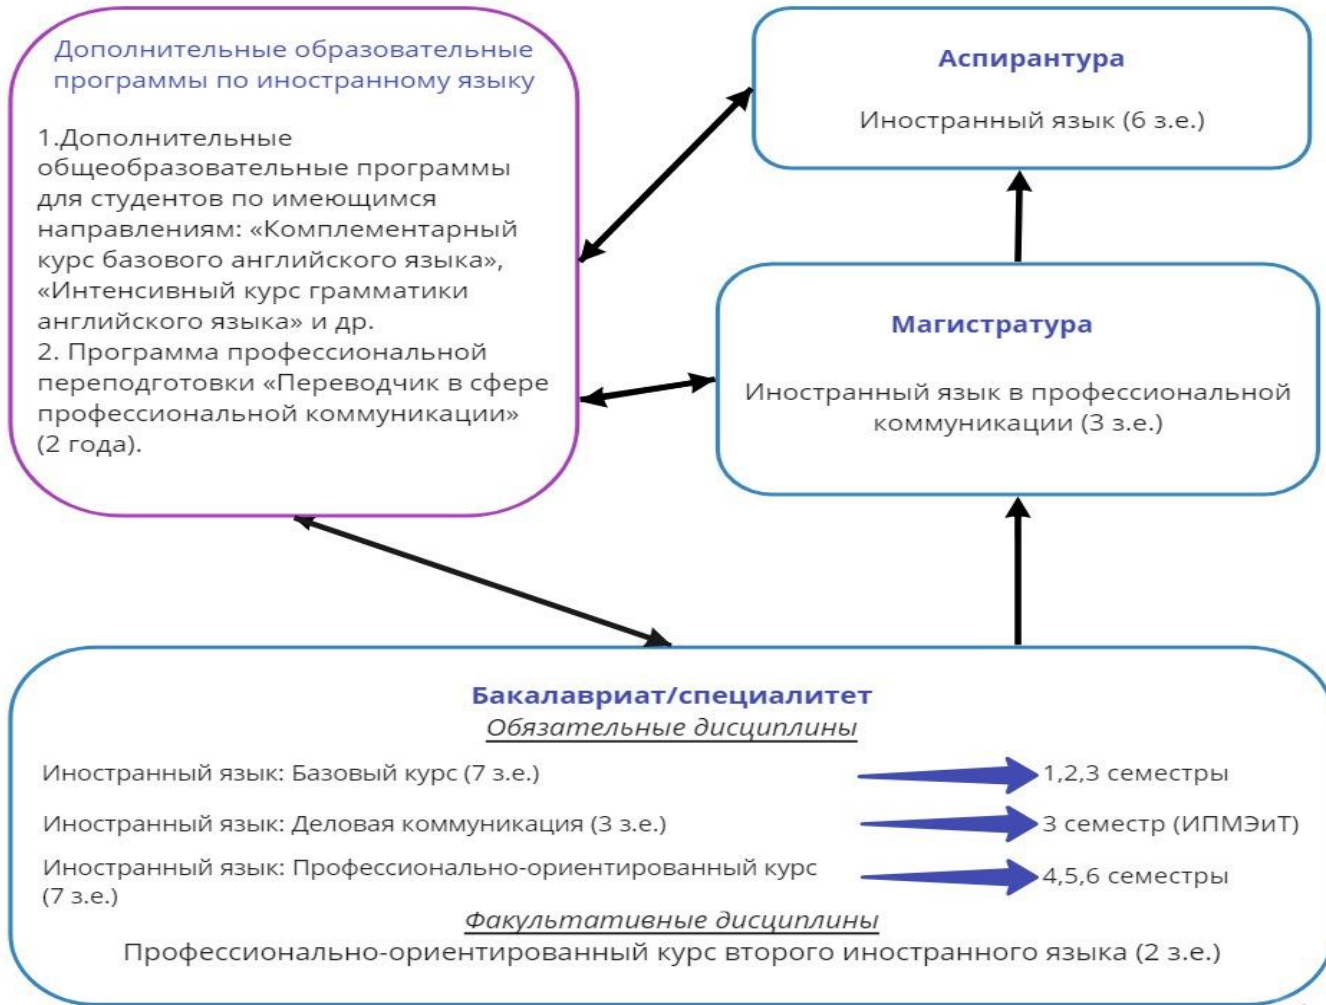 Дополнительные образовательные
программы по иностранному языку
1.Дополнительные
общеобразовательные программы
для студентов по имеющимся
направлениям: «Комплементарный
курс базового английского языка»,
«Интенсивный курс грамматики
английского языка» и др.
2. Программа профессиональной
переподготовки «Переводчик в сфере
профессиональной коммуникации»
(2 года).
Аспирантура
Иностранный язык (6 з.е.)
Магистратура
Иностранный язык в профессиональной
коммуникации (3 з.е.)
Бакалавриат/специалитет
Обязательные дисциплины
Иностранный язык: Базовый курс (7 з.е.) 1,2,3 семестры
Иностранный язык: Деловая коммуникация (3 з.е.) 3 семестр (ИПМЭиТ)
Иностранный язык: Профессионально-ориентированный курс
(7 з.е.) 4,5,6 семестры
Факультативные дисциплины
Профессионально-ориентированный курс второго иностранного языка (2 з.е.)